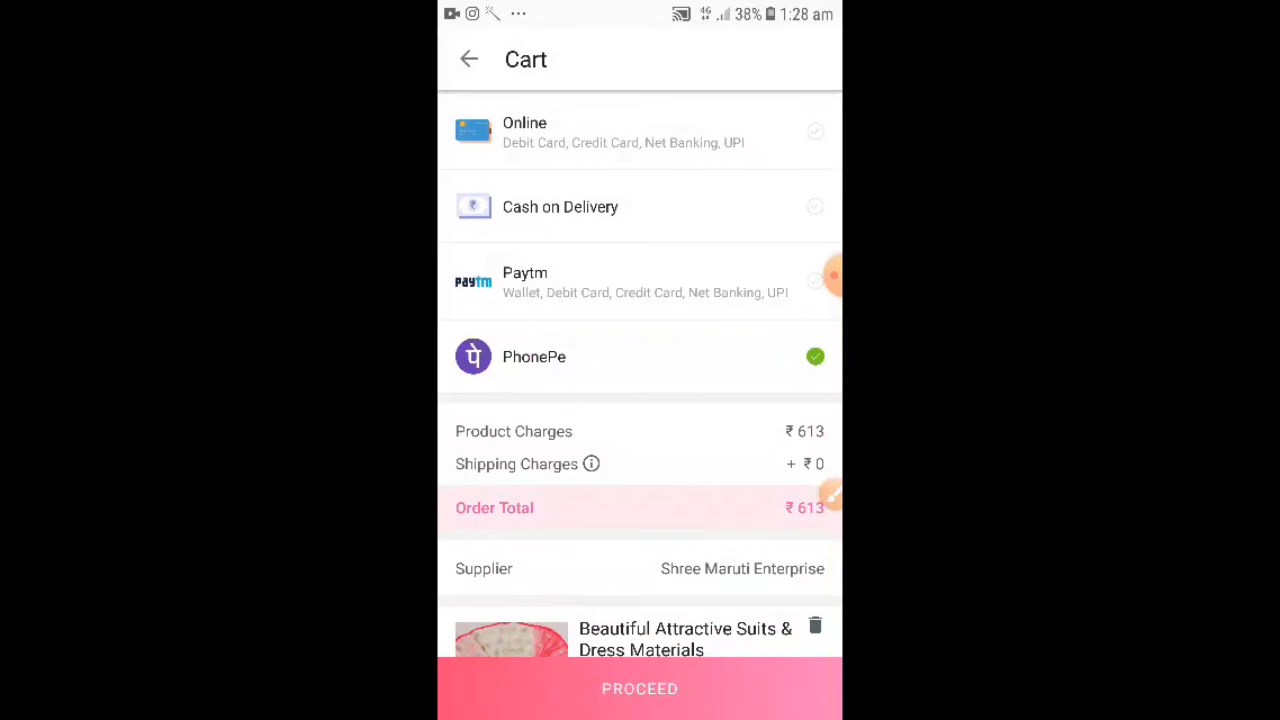 4G 38% 1:28 am
Cart
Online
Debit Card, Credit Card, Net Banking, UPI
₹
Cash on Delivery
paytm
Paytm
Wallet, Debit Card, Credit Card, Net Banking, UPI
पे
PhonePe
Product Charges ₹ 613
Shipping Charges + ₹ 0
Order Total ₹ 613
Supplier Shree Maruti Enterprise
Beautiful Attractive Suits &
Dress Materials
PROCEED